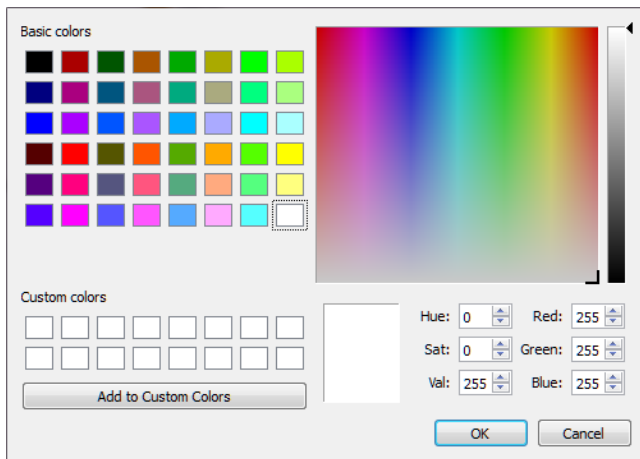 Basic colors
Custom colors
Hue: 0 Red: 255
Sat: 0 Green: 255
Val: 255 Blue: 255
Add to Custom Colors
OK Cancel